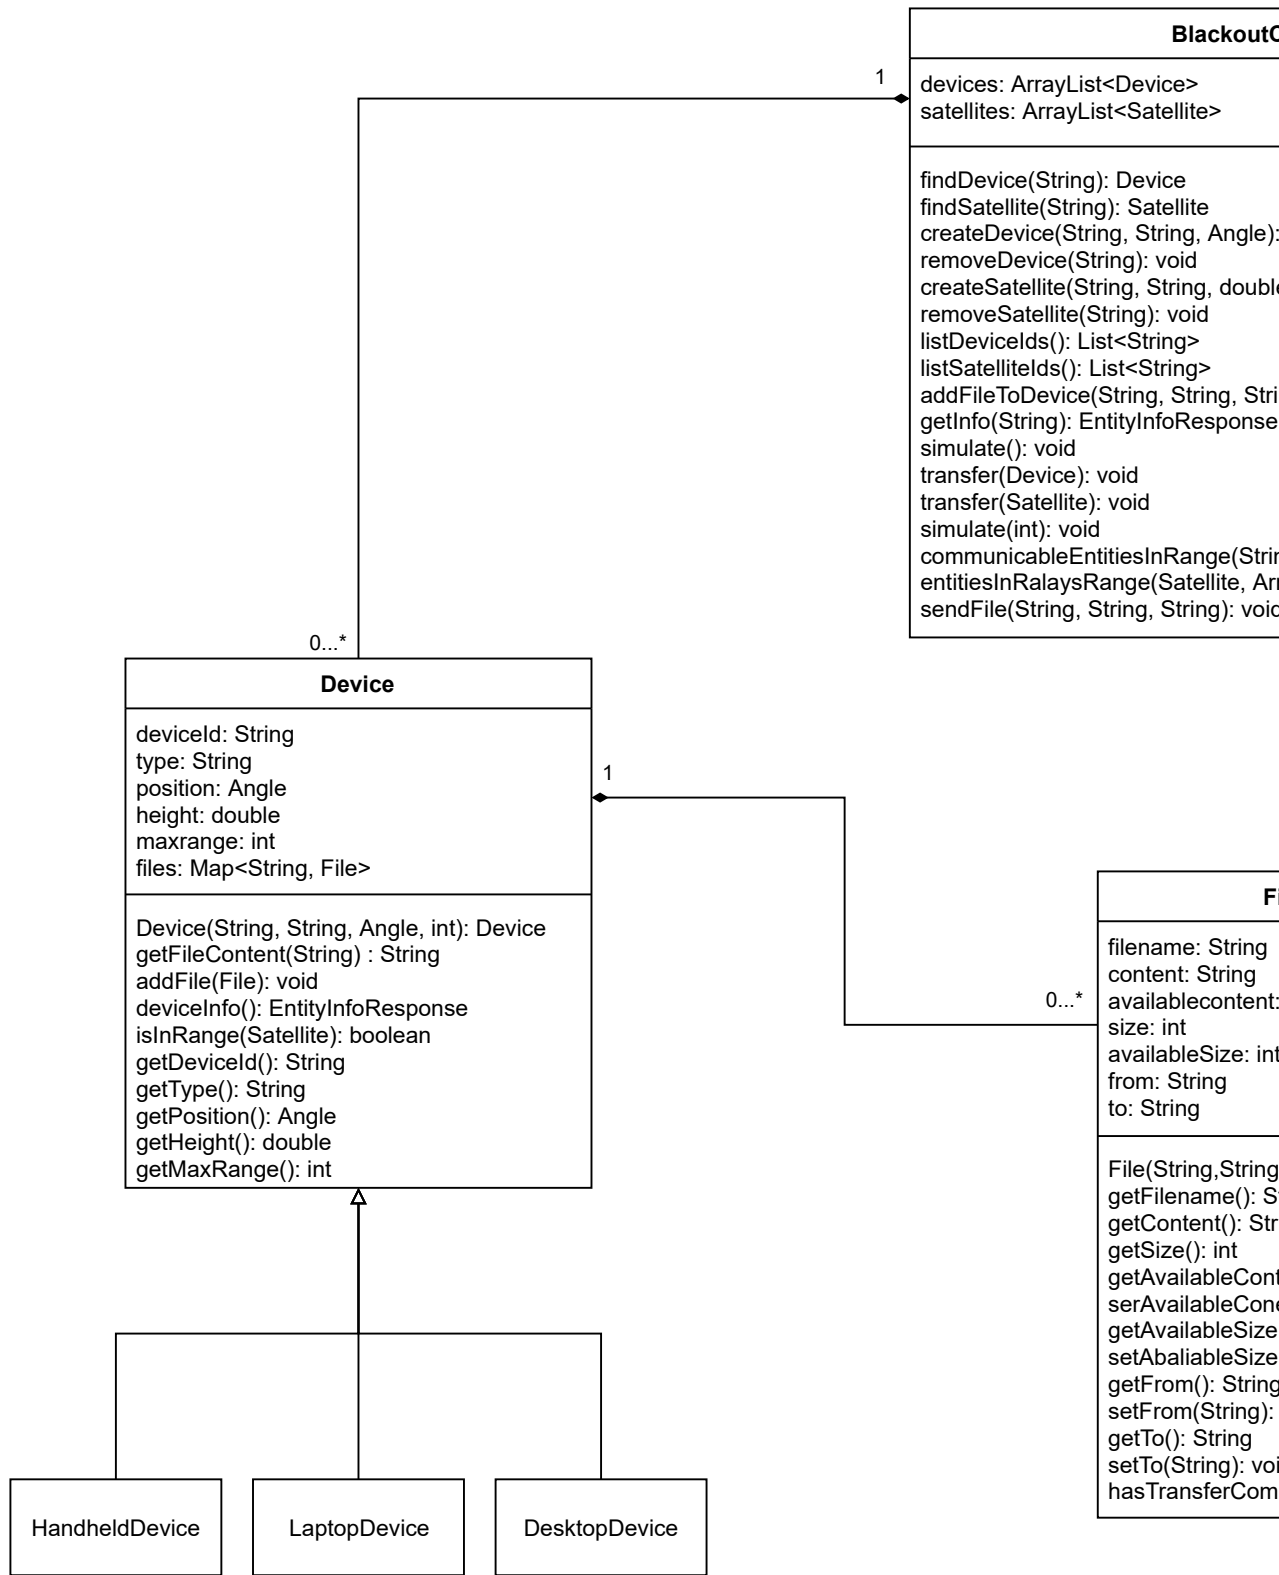 BlackoutC
1
devices: ArrayList<Device>
satellites: ArrayList<Satellite>
findDevice(String): Device
findSatellite(String): Satellite
createDevice(String, String, Angle):
removeDevice(String): void
createSatellite(String, String, double
removeSatellite(String): void
listDeviceIds(): List<String>
listSatelliteIds(): List<String>
addFileToDevice(String, String, Stri
getInfo(String): EntityInfoResponse
simulate(): void
transfer(Device): void
transfer(Satellite): void
simulate(int): void
communicableEntitiesInRange(Strin
entitiesInRalaysRange(Satellite, Arr
sendFile(String, String, String): void
0...*
Device
deviceId: String
type: String
position: Angle
height: double
maxrange: int
files: Map<String, File>
1
Device(String, String, Angle, int): Device
getFileContent(String) : String
addFile(File): void
deviceInfo(): EntityInfoResponse
isInRange(Satellite): boolean
getDeviceId(): String
getType(): String
getPosition(): Angle
getHeight(): double
getMaxRange(): int
Fi
filename: String
content: String
availablecontent:
size: int
availableSize: int
from: String
to: String
0...*
File(String,String
getFilename(): St
getContent(): Str
getSize(): int
getAvailableCont
serAvailableCone
getAvailableSize
setAbaliableSize
getFrom(): String
setFrom(String):
getTo(): String
setTo(String): voi
hasTransferCom
HandheldDevice
LaptopDevice
DesktopDevice